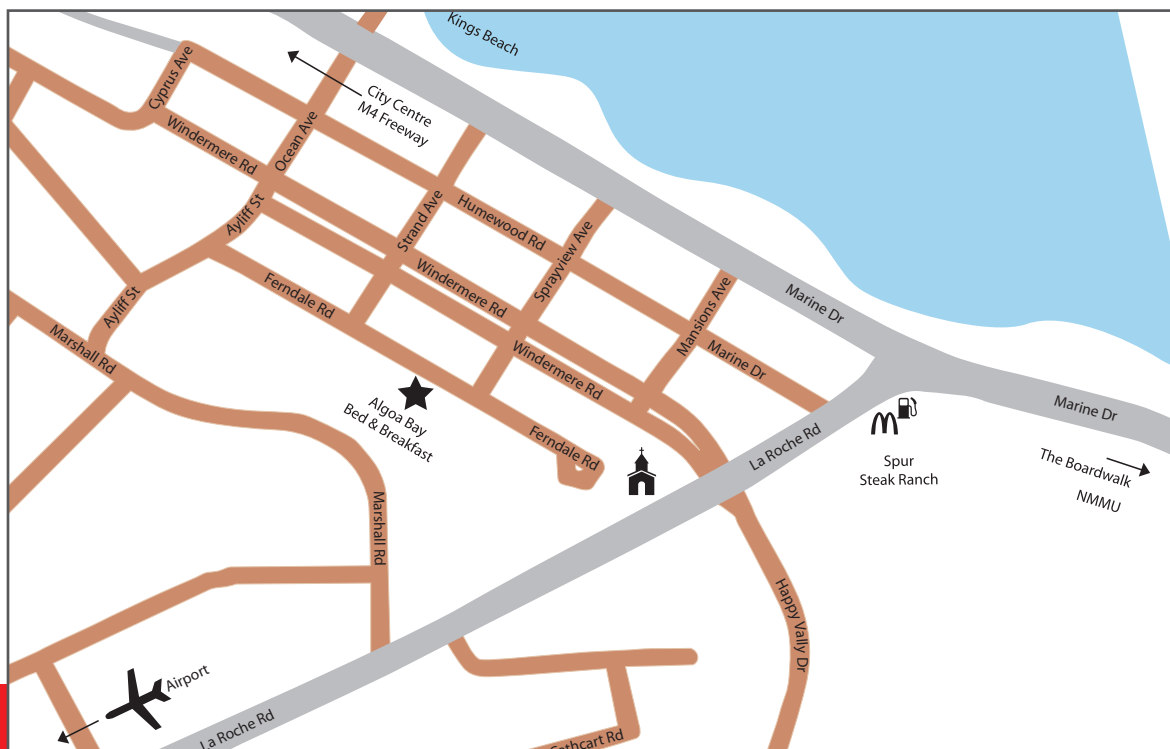 Kings Beach
Cyprus Ave
City Centre
M4 Freeway
Ocean Ave
Windermere Rd
Ayliff St
Strand Ave
Humewood Rd
Sprayview Ave
Ferndale Rd
Windermere Rd
Mansions Ave
Marine Dr
Ayliff St
Marshall Rd
Windermere Rd
Marine Dr
Algoa Bay
Bed & Breakfast
Marine Dr
Ferndale Rd
La Roche Rd
Spur
Steak Ranch
The Boardwalk
NMMU
Marshall Rd
Happy Vally Dr
Airport
La Roche Rd
Cothcart Rd